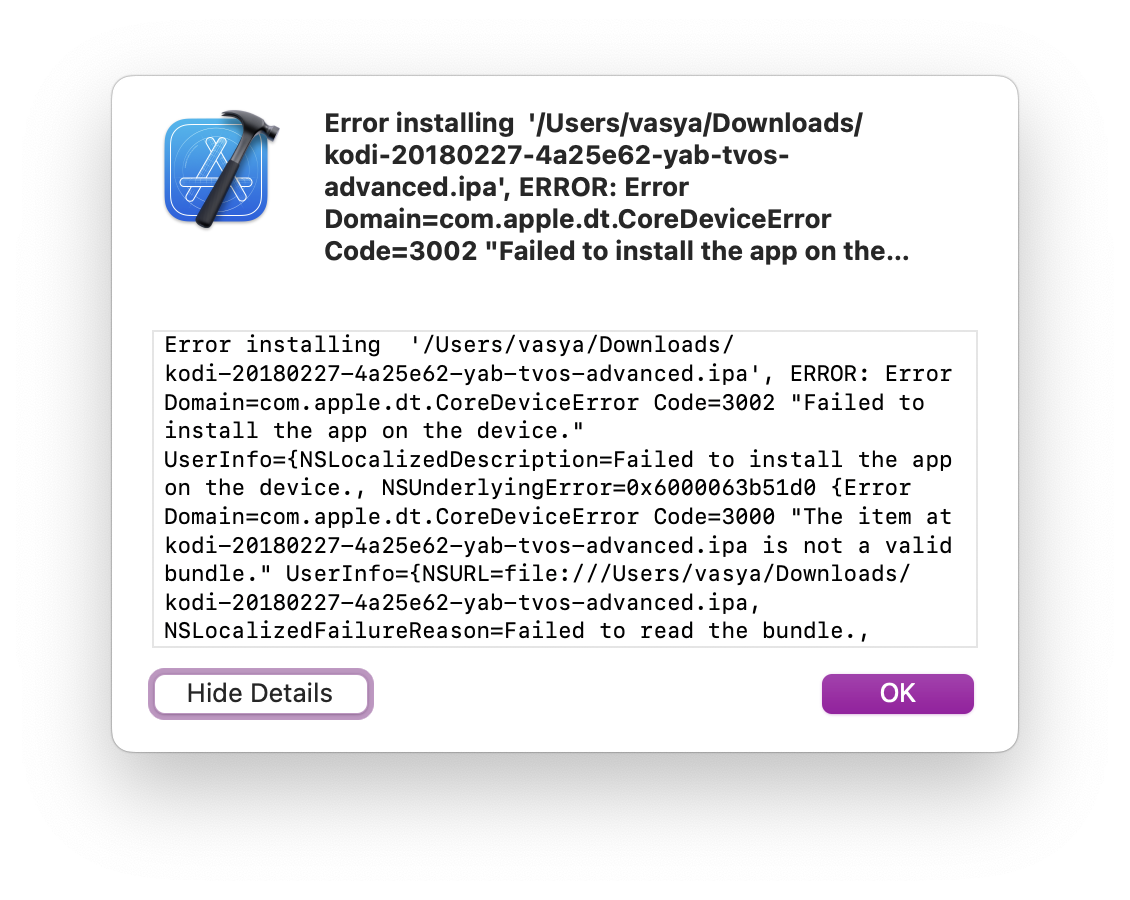 Error installing  '/Users/vasya/Downloads/
kodi-20180227-4a25e62-yab-tvos-
advanced.ipa', ERROR: Error
Domain=com.apple.dt.CoreDeviceError
Code=3002 "Failed to install the app on the...
Error installing  '/Users/vasya/Downloads/
kodi-20180227-4a25e62-yab-tvos-advanced.ipa', ERROR: Error
Domain=com.apple.dt.CoreDeviceError Code=3002 "Failed to
install the app on the device."
UserInfo={NSLocalizedDescription=Failed to install the app
on the device., NSUnderlyingError=0x6000063b51d0 {Error
Domain=com.apple.dt.CoreDeviceError Code=3000 "The item at
kodi-20180227-4a25e62-yab-tvos-advanced.ipa is not a valid
bundle." UserInfo={NSURL=file:///Users/vasya/Downloads/
kodi-20180227-4a25e62-yab-tvos-advanced.ipa,
NSLocalizedFailureReason=Failed to read the bundle.,
Hide Details
OK